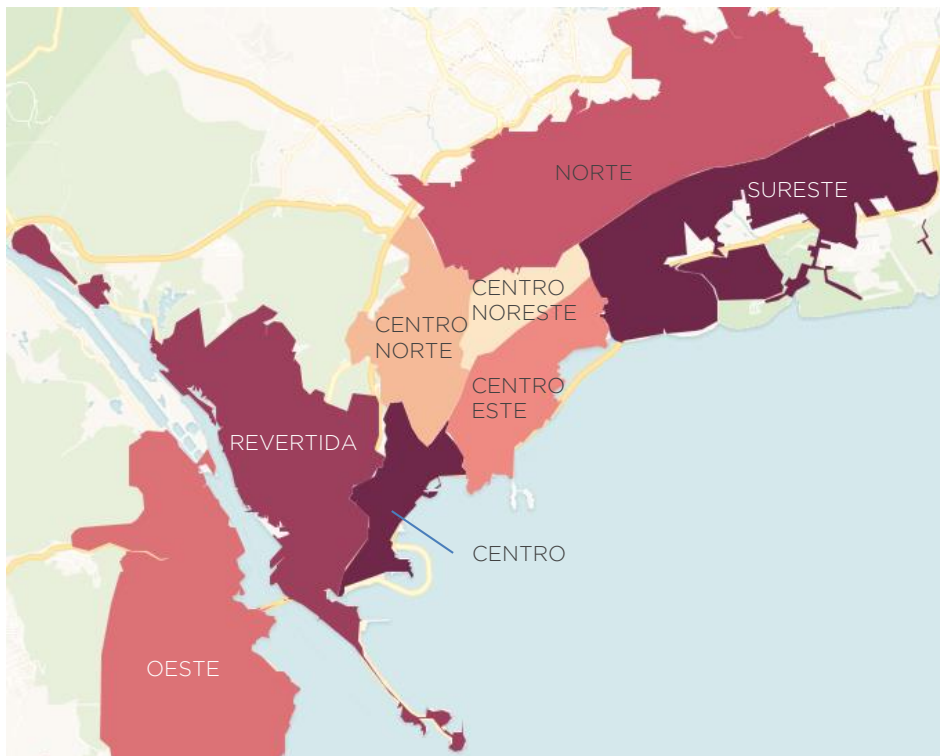 NORTE
SURESTE
CENTRO
NORESTE
CENTRO
NORTE
CENTRO
ESTE
REVERTIDA
CENTRO
OESTE